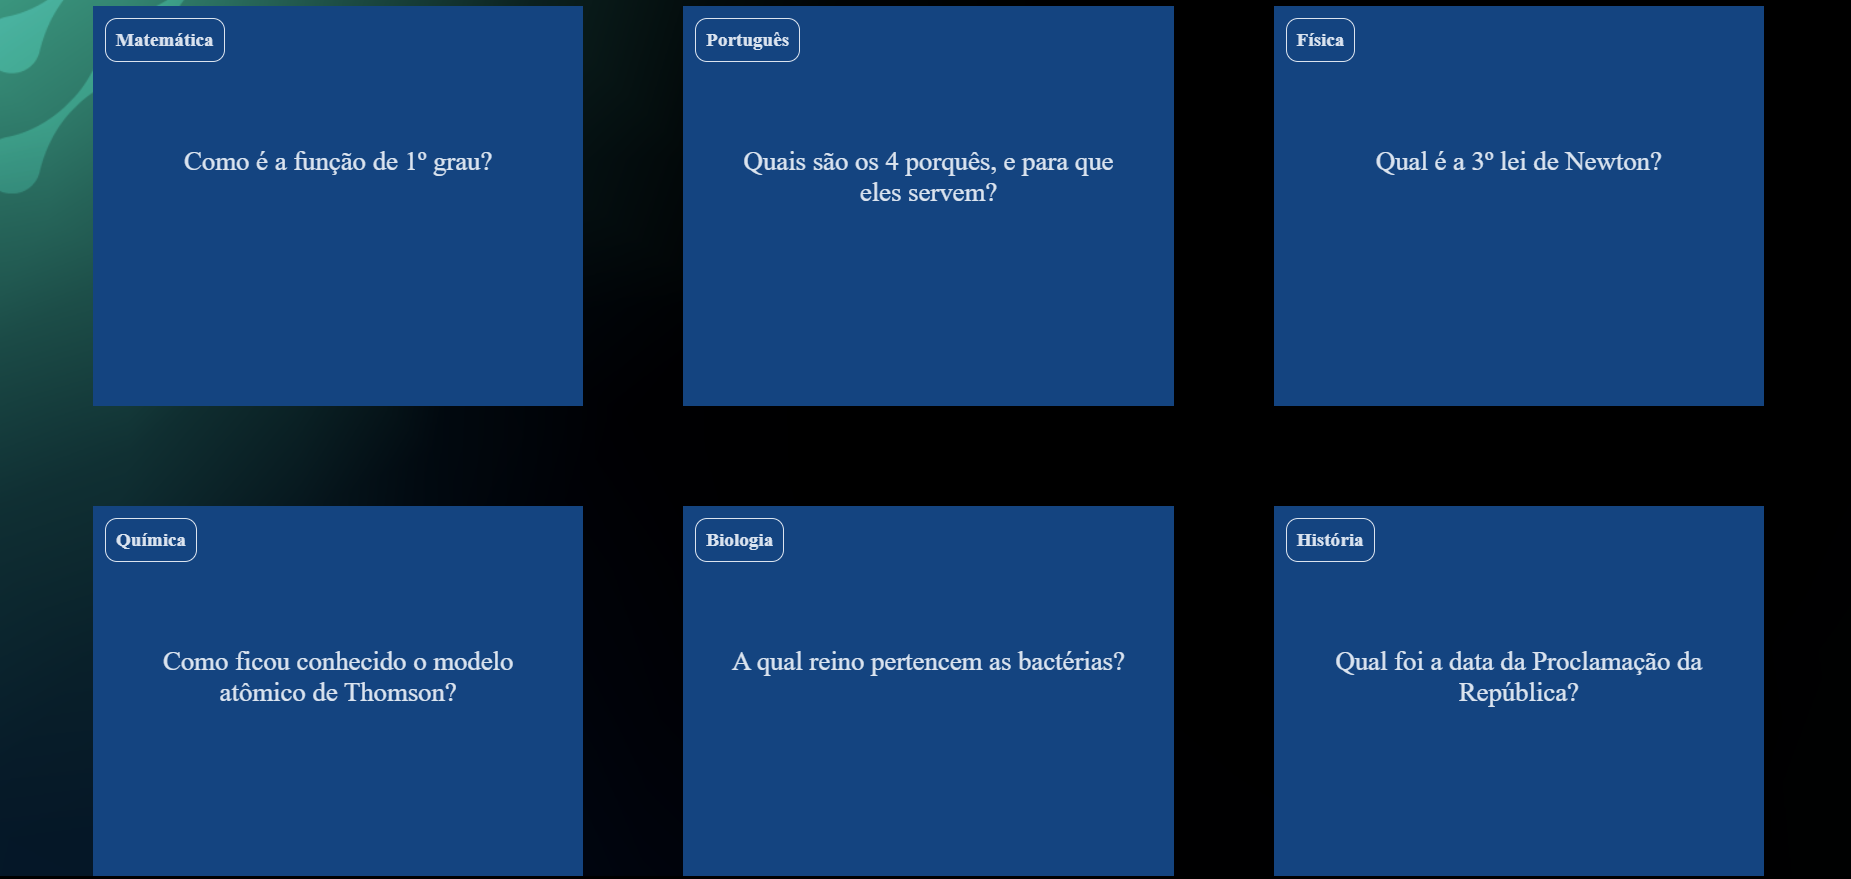 Matemática
Como é a função de 1º grau?
Português
Quais são os 4 porquês, e para que
eles servem?
Física
Qual é a 3º lei de Newton?
Química
Como ficou conhecido o modelo
atômico de Thomson?
Biologia
A qual reino pertencem as bactérias?
História
Qual foi a data da Proclamação da
República?